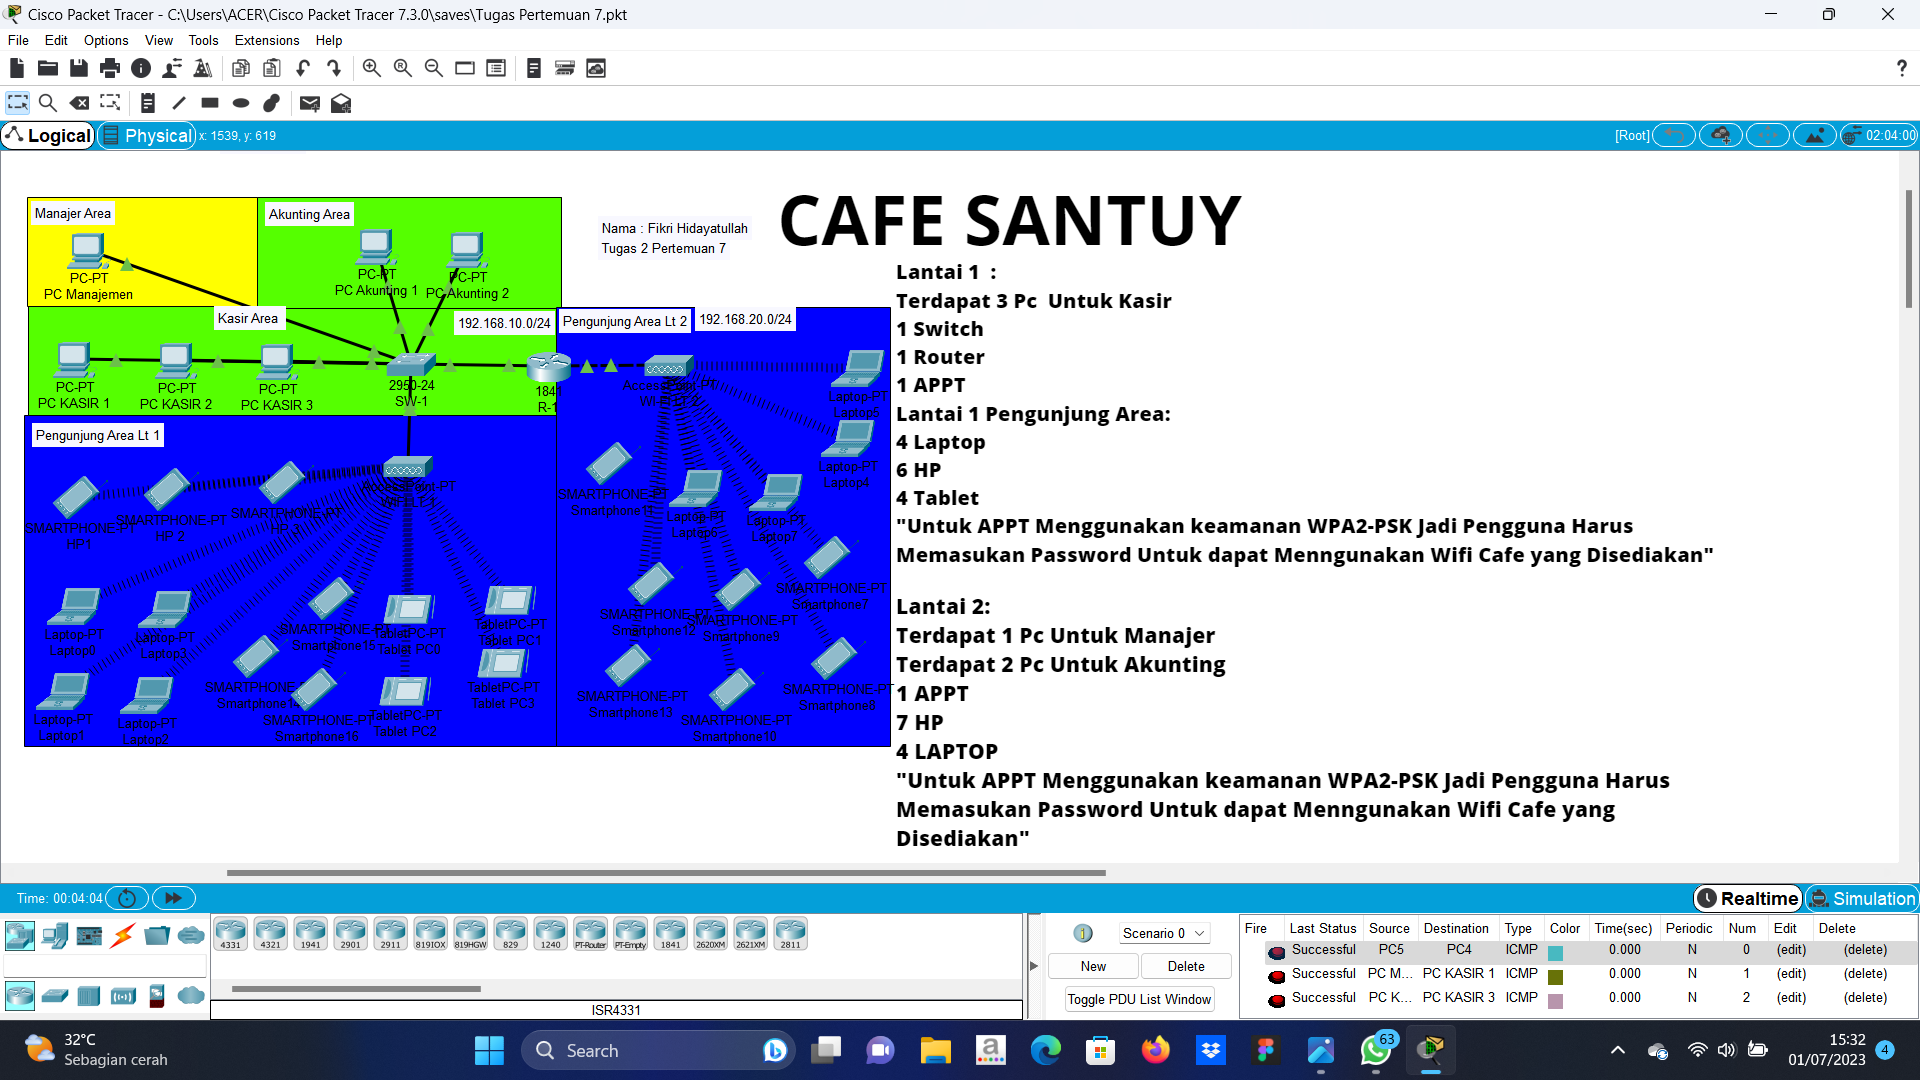 Cisco Packet Tracer - C:\Users\ACER\Cisco Packet Tracer 7.3.0\saves\Tugas Pertemuan 7.pkt
File Edit Options View Tools Extensions Help
?
Logical Physical x: 1539, y: 619 [Root] 02:04:00
CAFE SANTUY
Nama : Fikri Hidayatullah
Tugas 2 Pertemuan 7
Manajer Area
PC-PT
PC Manajemen
Akunting Area
PC-PT
PC Akunting 1
PC-PT
PC Akunting 2
Kasir Area
192.168.10.0/24
PC-PT
PC KASIR 1
PC-PT
PC KASIR 2
PC-PT
PC KASIR 3
2950-24
SW-1
1841
R-1
Pengunjung Area Lt 2
192.168.20.0/24
AccessPoint-PT
Laptop-PT
Laptop5
Laptop-PT
Laptop4
SMARTPHONE-PT
Smartphone11
Laptop-PT
Laptop6
Laptop-PT
Laptop7
SMARTPHONE-PT
Smartphone7
SMARTPHONE-PT
Smartphone12
SMARTPHONE-PT
Smartphone9
SMARTPHONE-PT
Smartphone13
SMARTPHONE-PT
Smartphone10
SMARTPHONE-PT
Smartphone8
Pengunjung Area Lt 1
AccessPoint-PT
SMARTPHONE-PT
HP1
SMARTPHONE-PT
HP 2
SMARTPHONE-PT
HP 3
Laptop-PT
Laptop0
Laptop-PT
Laptop3
SMARTPHONE-PT
Smartphone15
TabletPC-PT
Tablet PC0
TabletPC-PT
Tablet PC1
Laptop-PT
Laptop1
Laptop-PT
Laptop2
SMARTPHONE-PT
Smartphone14
SMARTPHONE-PT
Smartphone16
TabletPC-PT
Tablet PC2
TabletPC-PT
Tablet PC3
Lantai 1 :
Terdapat 3 Pc Untuk Kasir
1 Switch
1 Router
1 APPT
Lantai 1 Pengunjung Area:
4 Laptop
6 HP
4 Tablet
"Untuk APPT Menggunakan keamanan WPA2-PSK Jadi Pengguna Harus
Memasukan Password Untuk dapat Menngunakan Wifi Cafe yang Disediakan"
Lantai 2:
Terdapat 1 Pc Untuk Manajer
Terdapat 2 Pc Untuk Akunting
1 APPT
7 HP
4 LAPTOP
"Untuk APPT Menggunakan keamanan WPA2-PSK Jadi Pengguna Harus
Memasukan Password Untuk dapat Menngunakan Wifi Cafe yang
Disediakan"
Time: 00:04:04 Realtime Simulation
4331 4321 1941 2901 2911 819IOX 819HGW 829 1240 PT-Router PT-Empty 1841 2620XM 2621XM 2811
ISR4331
Scenario 0
New Delete
Toggle PDU List Window
Fire Last Status Source Destination Type Color Time(sec) Periodic Num Edit Delete
Successful PC5 PC4 ICMP 0.000 N 0 (edit) (delete)
Successful PC M... PC KASIR 1 ICMP 0.000 N 1 (edit) (delete)
Successful PC K... PC KASIR 3 ICMP 0.000 N 2 (edit) (delete)
32°C
Sebagian cerah
Search
63
15:32
01/07/2023
4